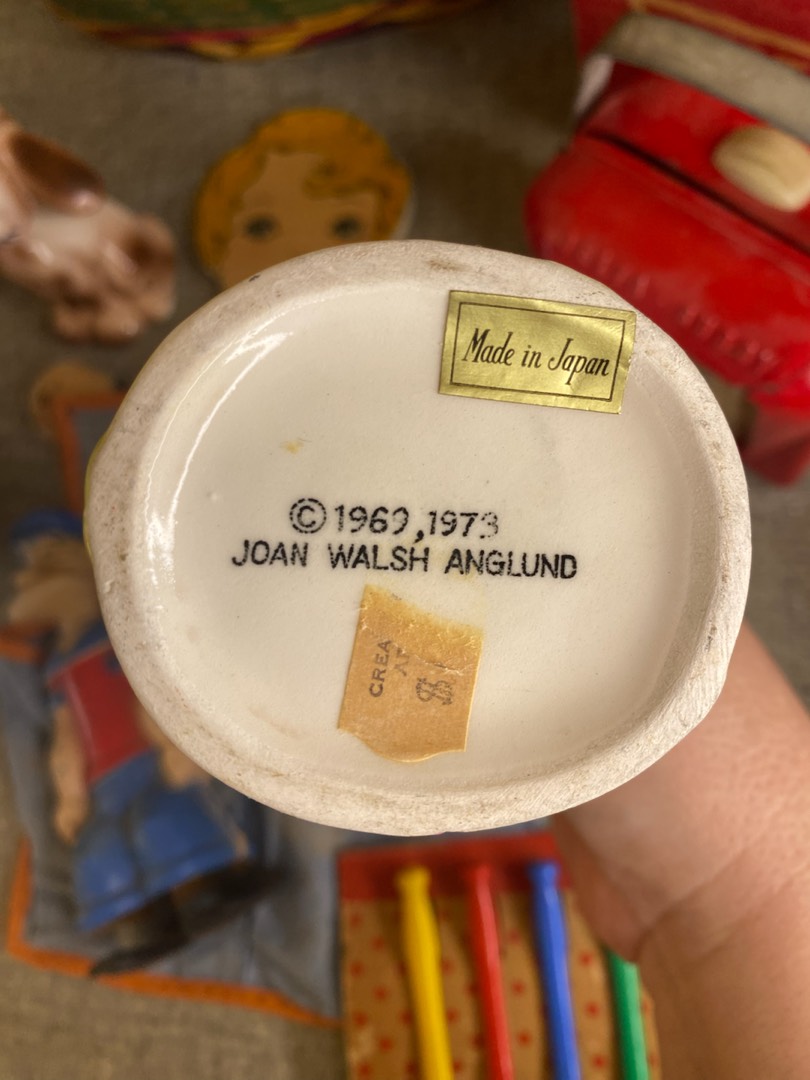 Made in Japan
©1969,1973
JOAN WALSH ANGLUND
CREA